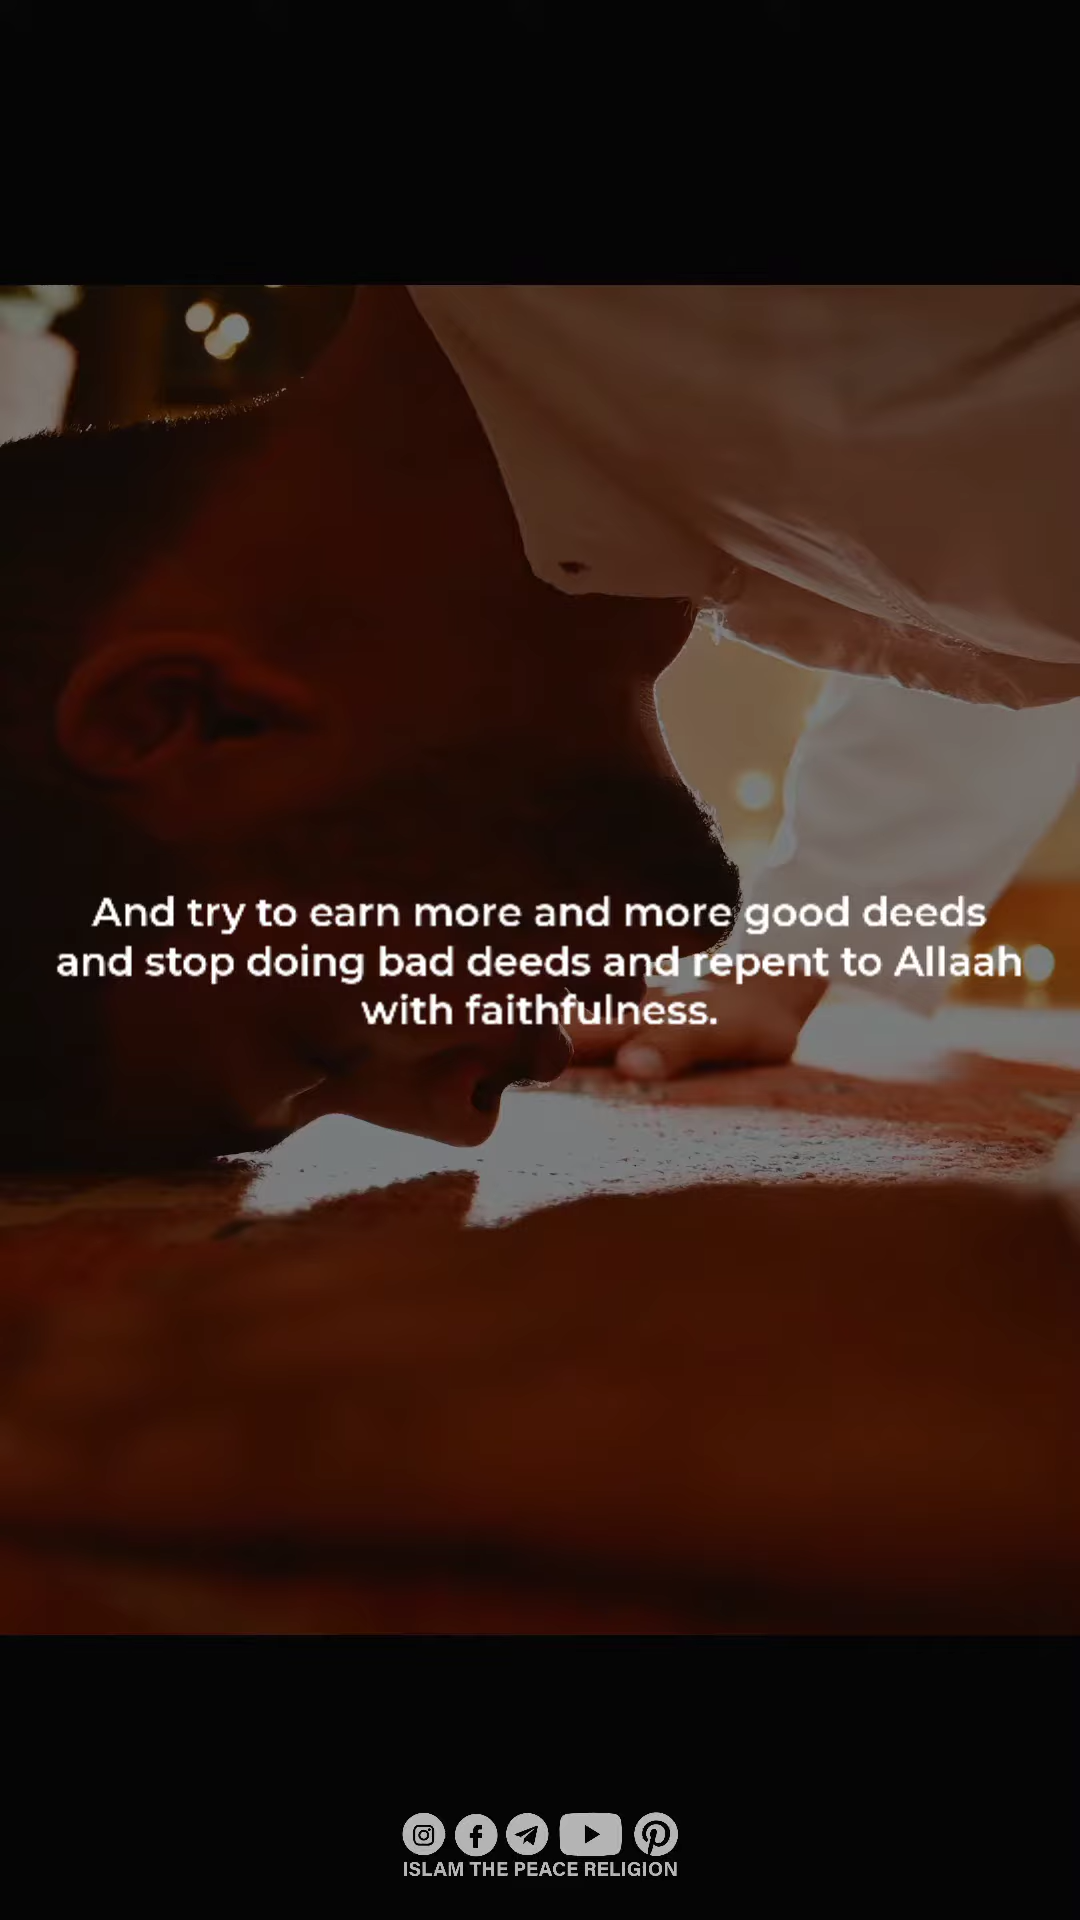 And try to earn more and more good deeds
and stop doing bad deeds and repent to Allaah
with faithfulness.
ISLAM THE PEACE RELIGION